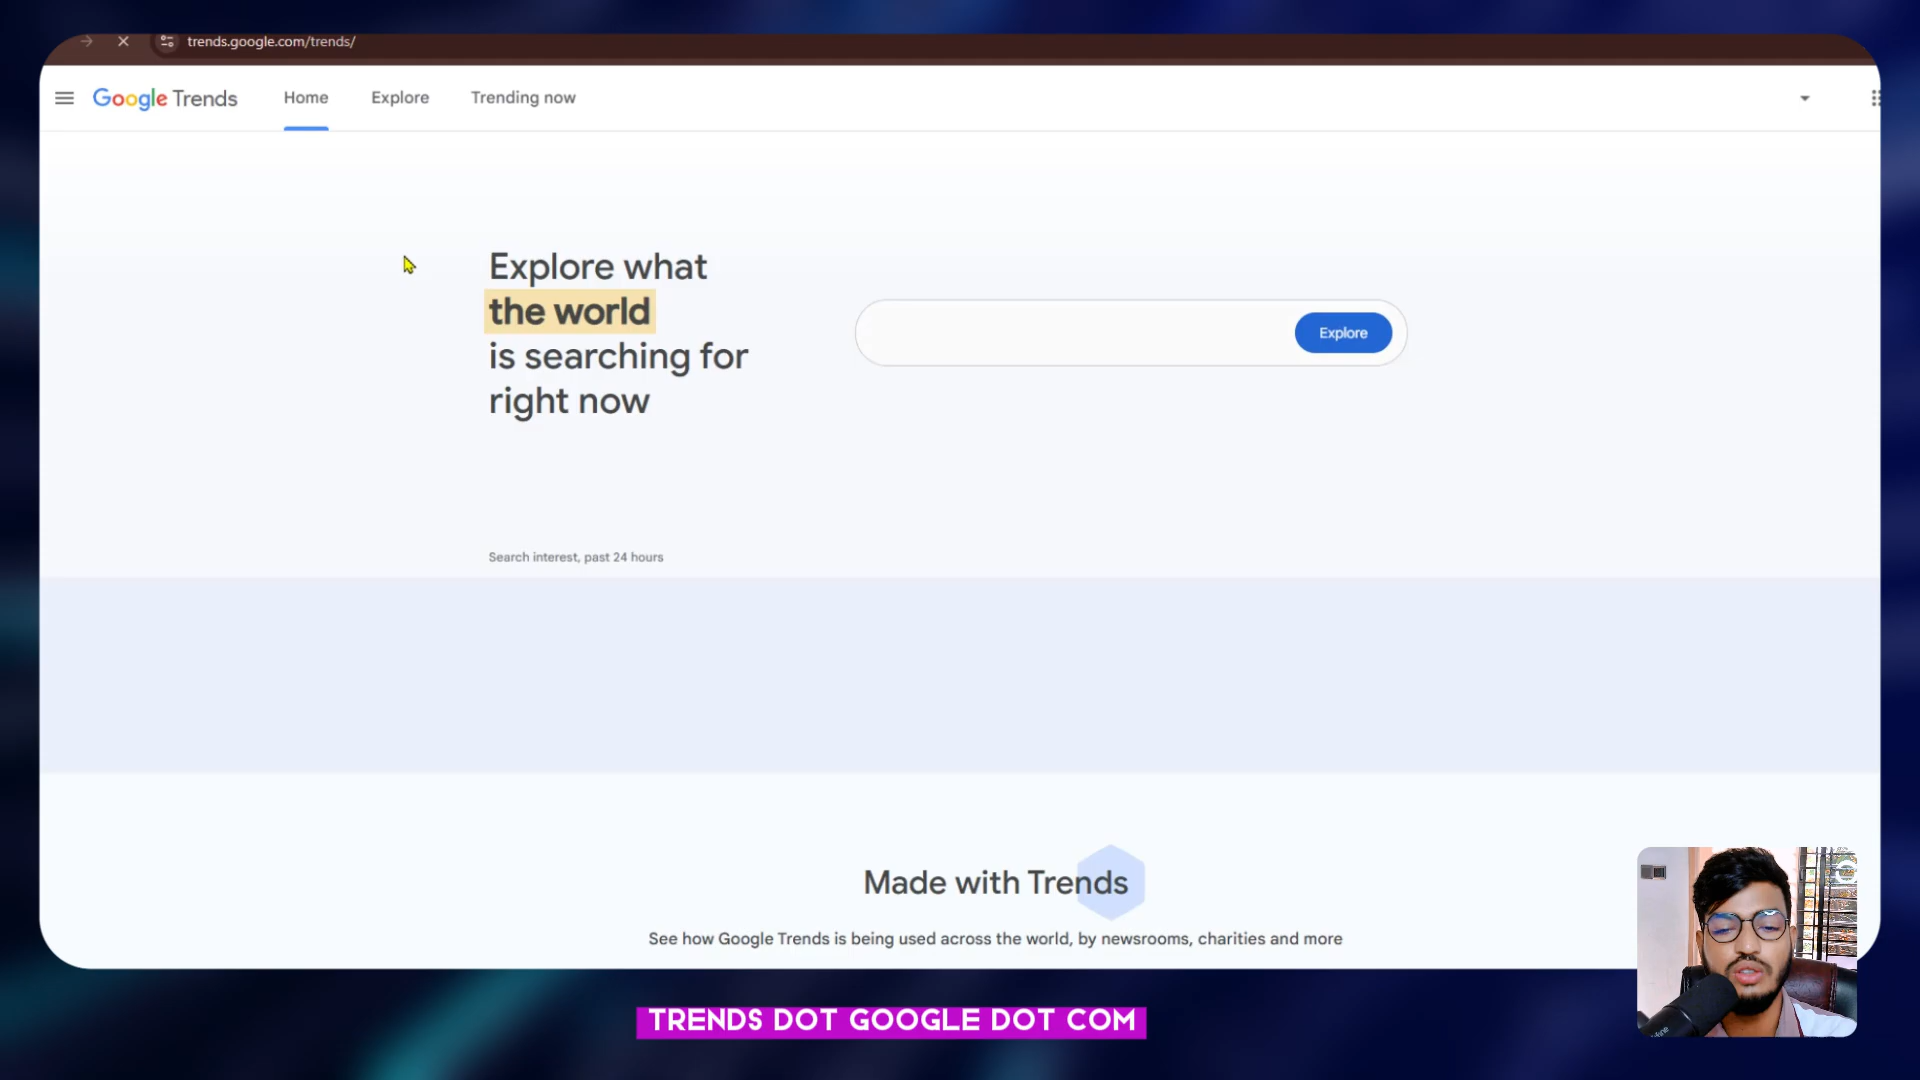 trends.google.com/trends/
Google Trends
Home
Explore
Trending now
Explore what
the world
is searching for
right now
Explore
Search interest, past 24 hours
Made with Trends
See how Google Trends is being used across the world, by newsrooms, charities and more
TRENDS DOT GOOGLE DOT COM